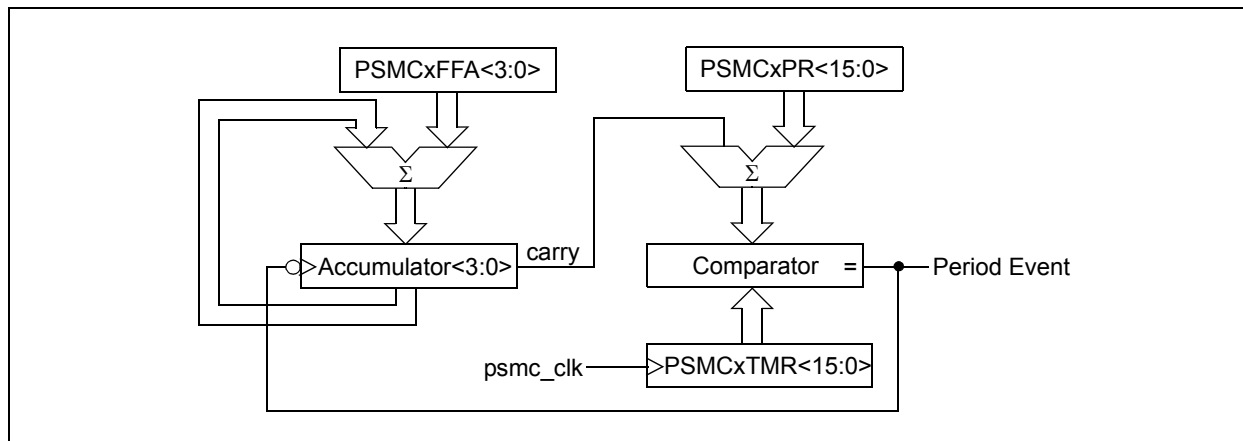 PSMCxFFA<3:0>
PSMCxPR<15:0>
Σ
Σ
carry
Accumulator<3:0>
Comparator =
Period Event
psmc_clk
PSMCxTMR<15:0>